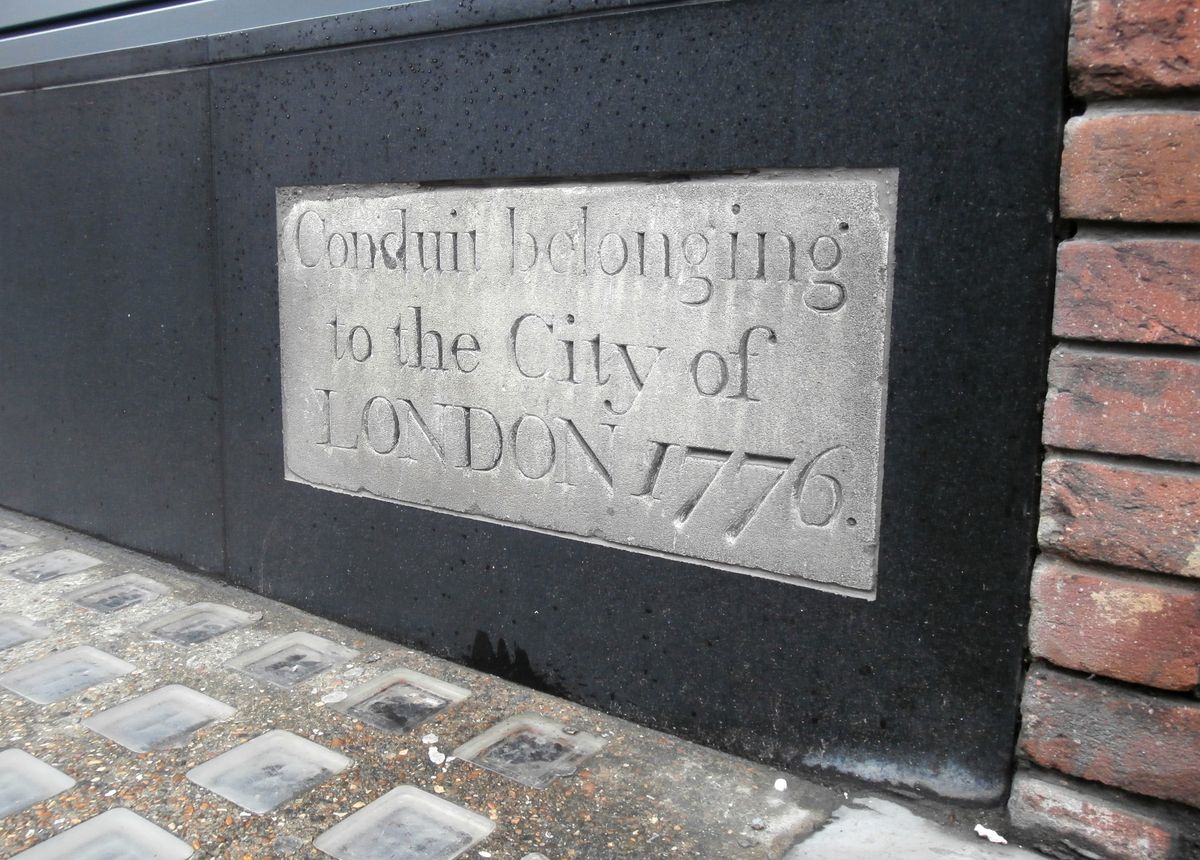 Conduit belonging
to the City of
LONDON 1776.